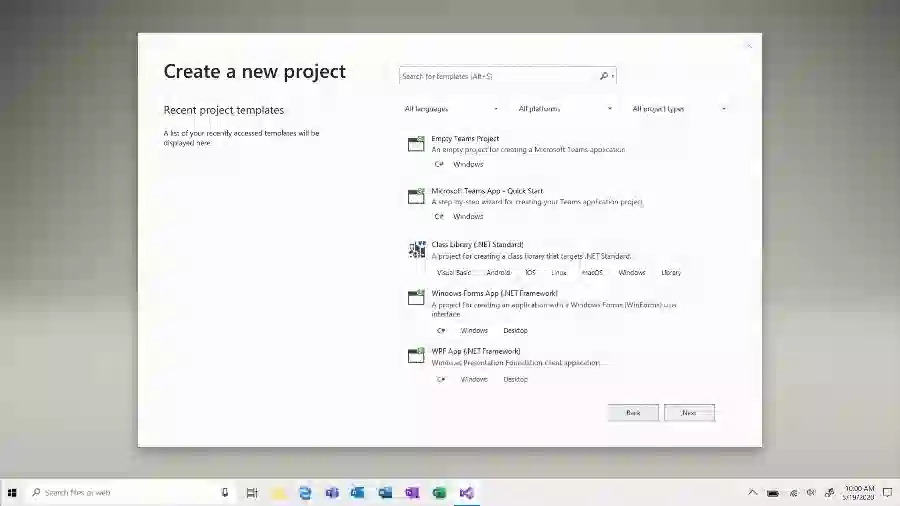 Create a new project
Search for templates (Alt+S)
Recent project templates
All languages
All platforms
All project types
A list of your recently accessed templates will be
displayed here
Empty Teams Project
An empty project for creating a Microsoft Teams application
C# Windows
Microsoft Teams App - Quick Start
A step-by-step wizard for creating your Teams application project
C# Windows
Class Library (.NET Standard)
A project for creating a class library that targets .NET Standard.
Visual Basic Android iOS Linux macOS Windows Library
Windows Forms App (.NET Framework)
A project for creating an application with a Windows Forms (WinForms) user
interface
C# Windows Desktop
WPF App (.NET Framework)
Windows Presentation Foundation client application
C# Windows Desktop
Back
Next
Search files or web
10:00 AM
5/19/2020